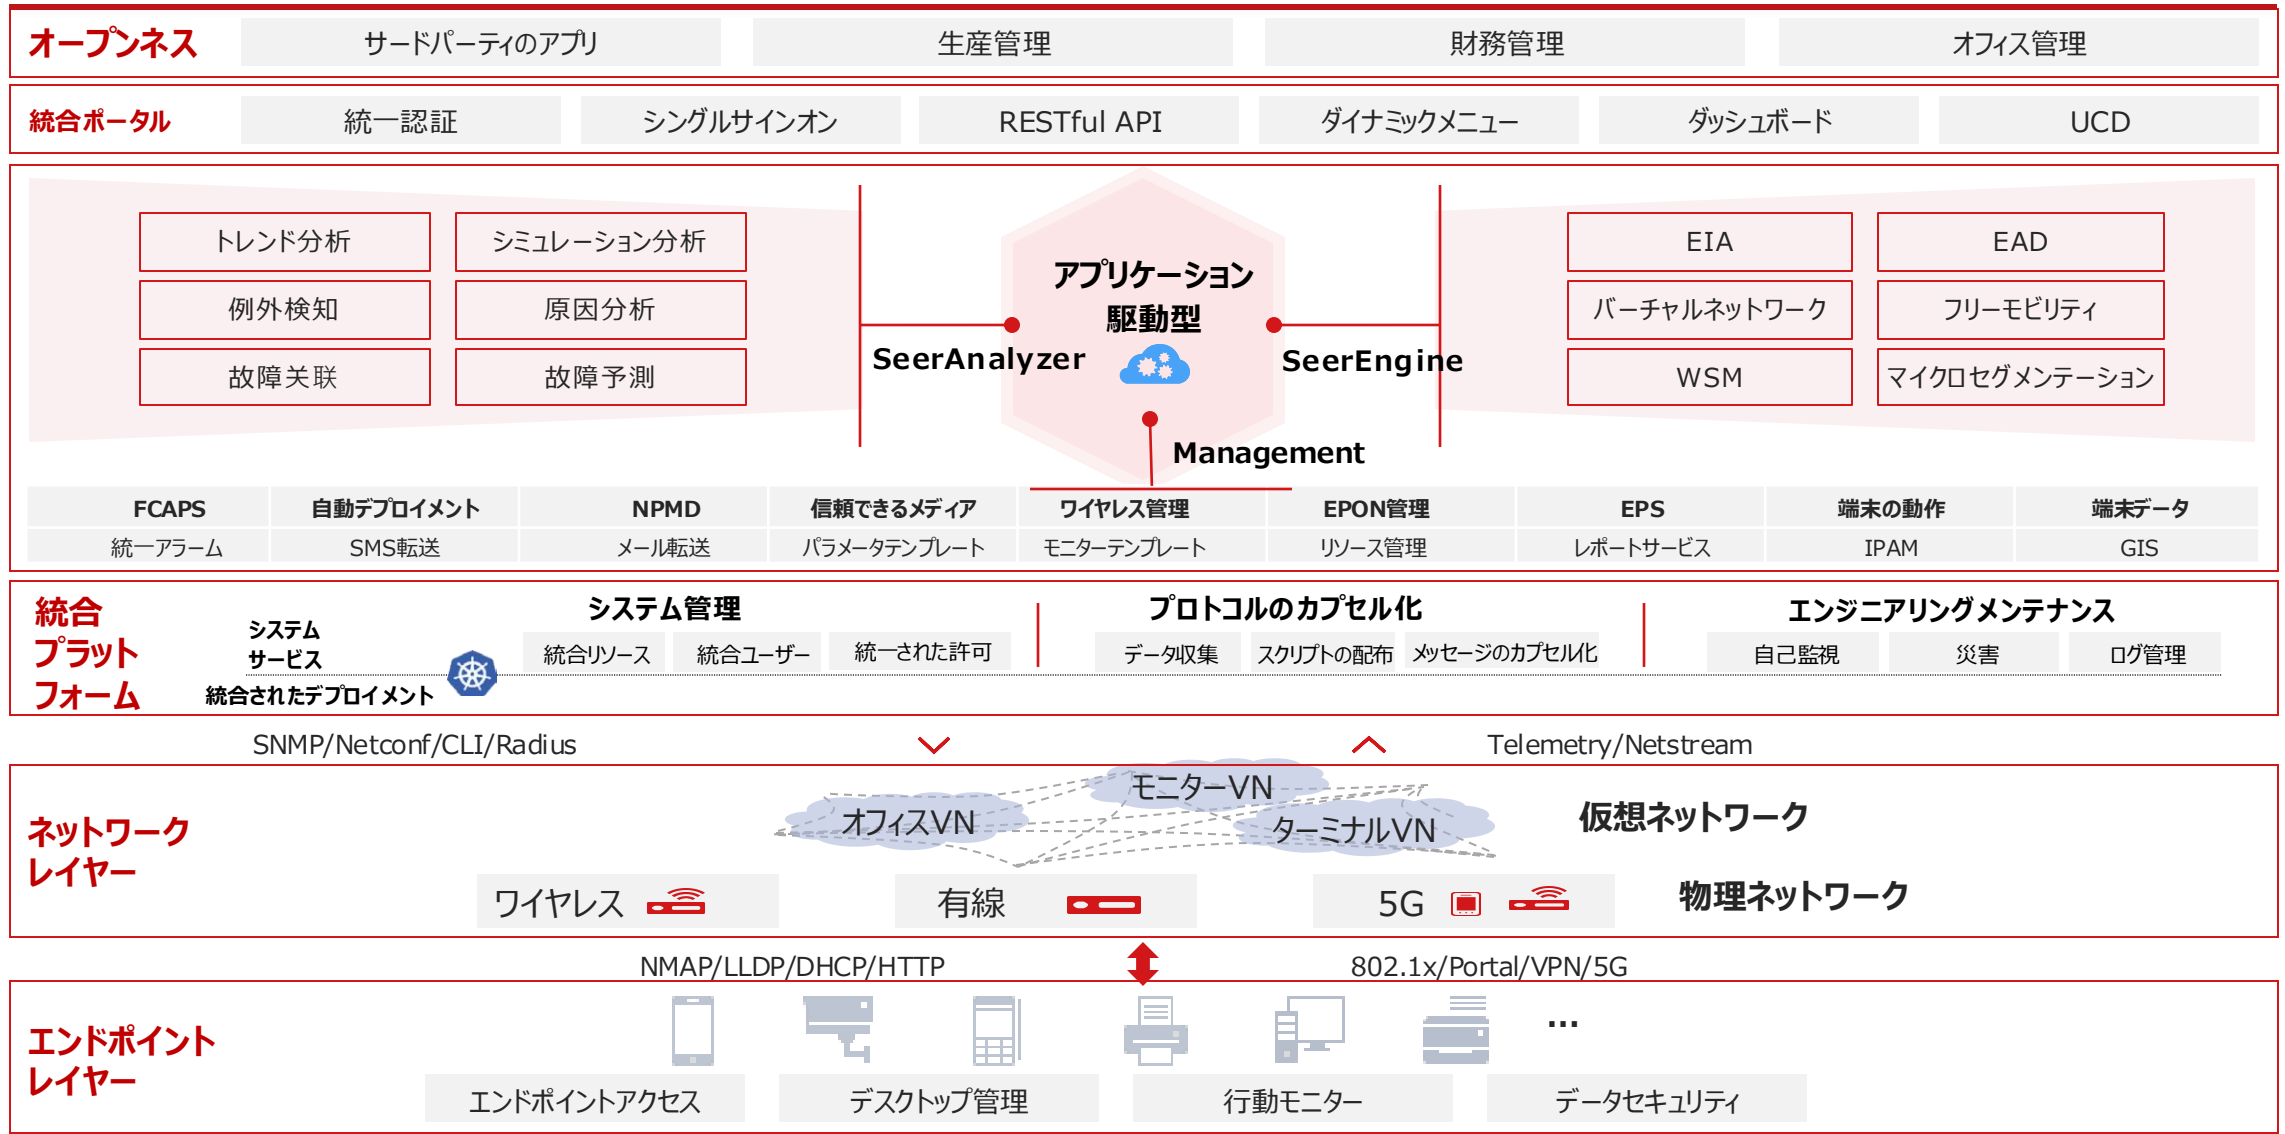 オープンネス
サードパーティのアプリ
生産管理
財務管理
オフィス管理
統合ポータル
統一認証
シングルサインオン
RESTful API
ダイナミックメニュー
ダッシュボード
UCD
トレンド分析
シミュレーション分析
例外検知
原因分析
故障关联
故障予測
アプリケーション
駆動型
SeerAnalyzer
SeerEngine
Management
EIA
EAD
バーチャルネットワーク
フリーモビリティ
WSM
マイクロセグメンテーション
FCAPS
自動デプロイメント
NPMD
信頼できるメディア
ワイヤレス管理
EPON管理
EPS
端末の動作
端末データ
統一アラーム
SMS転送
メール転送
パラメータテンプレート
モニターテンプレート
リソース管理
レポートサービス
IPAM
GIS
統合
プラット
フォーム
システム
サービス
統合されたデプロイメント
システム管理
統合リソース
統合ユーザー
統一された許可
プロトコルのカプセル化
データ収集
スクリプトの配布
メッセージのカプセル化
エンジニアリングメンテナンス
自己監視
災害
ログ管理
SNMP/Netconf/CLI/Radius
Telemetry/Netstream
ネットワーク
レイヤー
モニターVN
オフィスVN
ターミナルVN
仮想ネットワーク
ワイヤレス
有線
5G
物理ネットワーク
NMAP/LLDP/DHCP/HTTP
802.1x/Portal/VPN/5G
エンドポイント
レイヤー
...
エンドポイントアクセス
デスクトップ管理
行動モニター
データセキュリティ